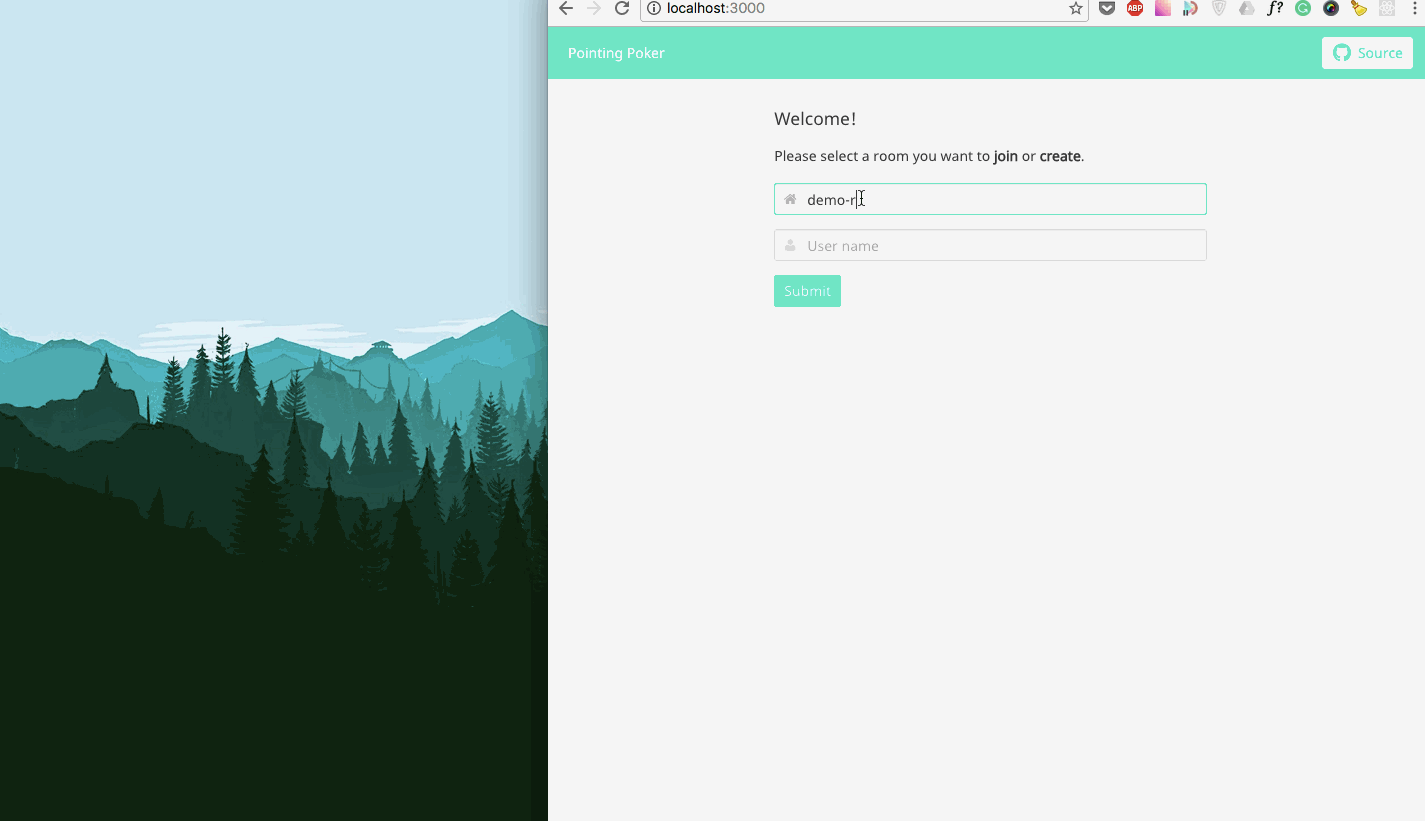 localhost:3000
ABP
f?
Pointing Poker
Source
Welcome!
Please select a room you want to join or create.
demo-r
User name
Submit